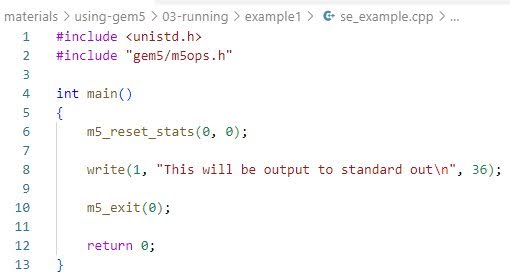 materials > using-gem5 > 03-running > example1 > se_example.cpp > ...
1 #include <unistd.h>
2 #include "gem5/m5ops.h"
3
4 int main()
5 {
6     m5_reset_stats(0, 0);
7
8     write(1, "This will be output to standard out\n", 36);
9
10     m5_exit(0);
11
12     return 0;
13 }